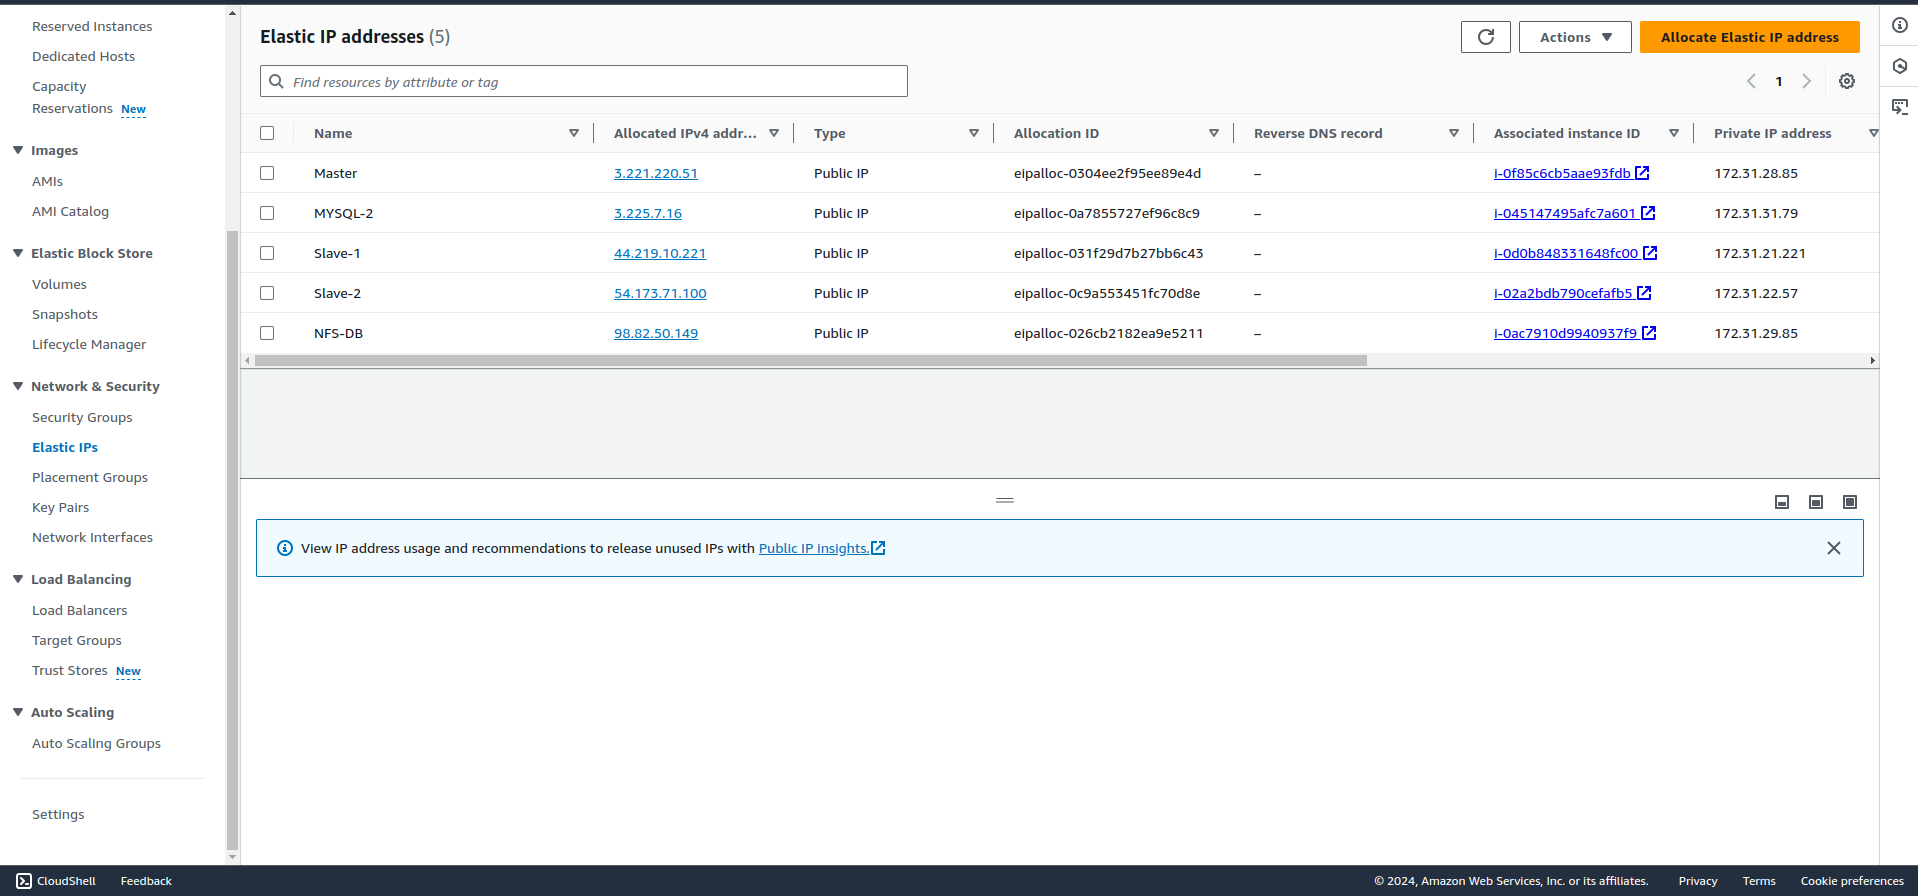 Reserved Instances
Dedicated Hosts
Capacity
Reservations New
Images
AMIs
AMI Catalog
Elastic Block Store
Volumes
Snapshots
Lifecycle Manager
Network & Security
Security Groups
Elastic IPs
Placement Groups
Key Pairs
Network Interfaces
Load Balancing
Load Balancers
Target Groups
Trust Stores New
Auto Scaling
Auto Scaling Groups
Settings
Elastic IP addresses (5)
Actions
Allocate Elastic IP address
Find resources by attribute or tag
1
Name Allocated IPv4 addr... Type Allocation ID Reverse DNS record Associated instance ID Private IP address
Master 3.221.220.51 Public IP eipalloc-0304ee2f95ee89e4d – i-0f85c6cb5aae93fdb 172.31.28.85
MYSQL-2 3.225.7.16 Public IP eipalloc-0a7855727ef96c8c9 – i-045147495afc7a601 172.31.31.79
Slave-1 44.219.10.221 Public IP eipalloc-031f29d7b27bb6c43 – i-0d0b848331648fc00 172.31.21.221
Slave-2 54.173.71.100 Public IP eipalloc-0c9a553451fc70d8e – i-02a2bdb790cefafb5 172.31.22.57
NFS-DB 98.82.50.149 Public IP eipalloc-026cb2182ea9e5211 – i-0ac7910d9940937f9 172.31.29.85
View IP address usage and recommendations to release unused IPs with Public IP insights.
CloudShell Feedback © 2024, Amazon Web Services, Inc. or its affiliates. Privacy Terms Cookie preferences